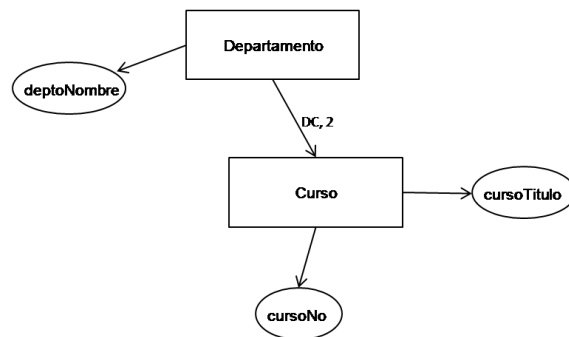 Departamento
deptoNombre
DC, 2
Curso
cursoTitulo
cursoNo